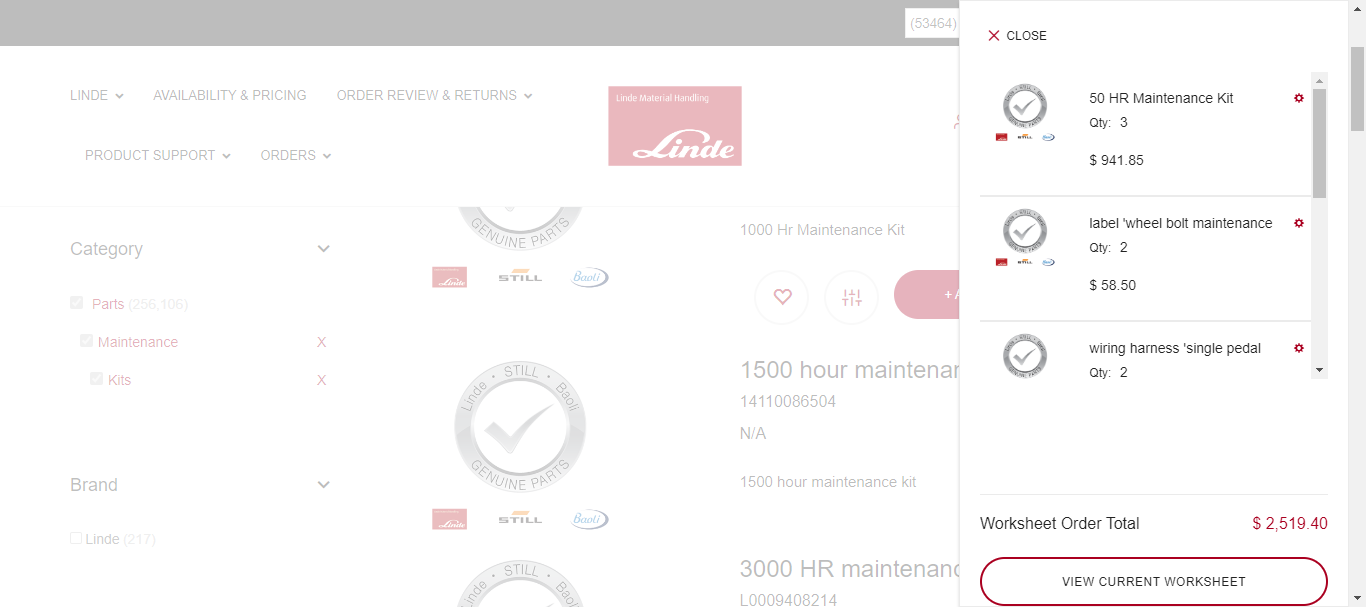 (53464)
LINDE
AVAILABILITY & PRICING
ORDER REVIEW & RETURNS
PRODUCT SUPPORT
ORDERS
Linde Material Handling
Linde
Category
Parts (256,106)
Maintenance X
Kits X
Brand
Linde (217)
GENUINE PARTS
Linde STILL Baoli
1000 Hr Maintenance Kit
+ A
Linde • STILL • Baoli
GENUINE PARTS
Linde STILL Baoli
1500 hour maintenan
14110086504
N/A
1500 hour maintenance kit
• STILL •
3000 HR maintenanc
L0009408214
CLOSE
50 HR Maintenance Kit
Qty: 3
$ 941.85
label 'wheel bolt maintenance
Qty: 2
$ 58.50
wiring harness 'single pedal
Qty: 2
Worksheet Order Total $ 2,519.40
VIEW CURRENT WORKSHEET